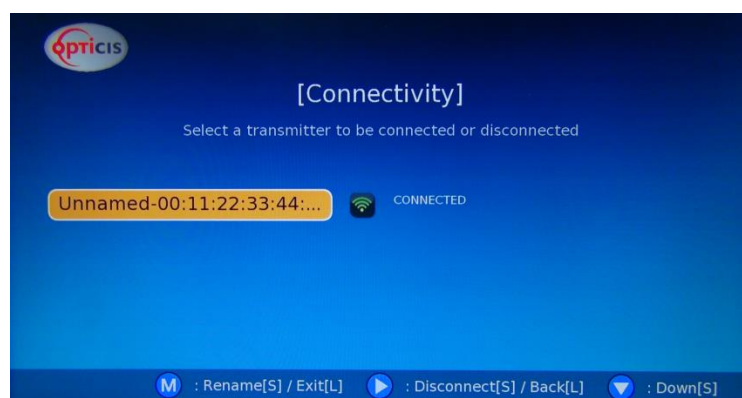 OPTICIS
[Connectivity]
Select a transmitter to be connected or disconnected
Unnamed-00:11:22:33:44:...
CONNECTED
M : Rename[S] / Exit[L] : Disconnect[S] / Back[L] : Down[S]